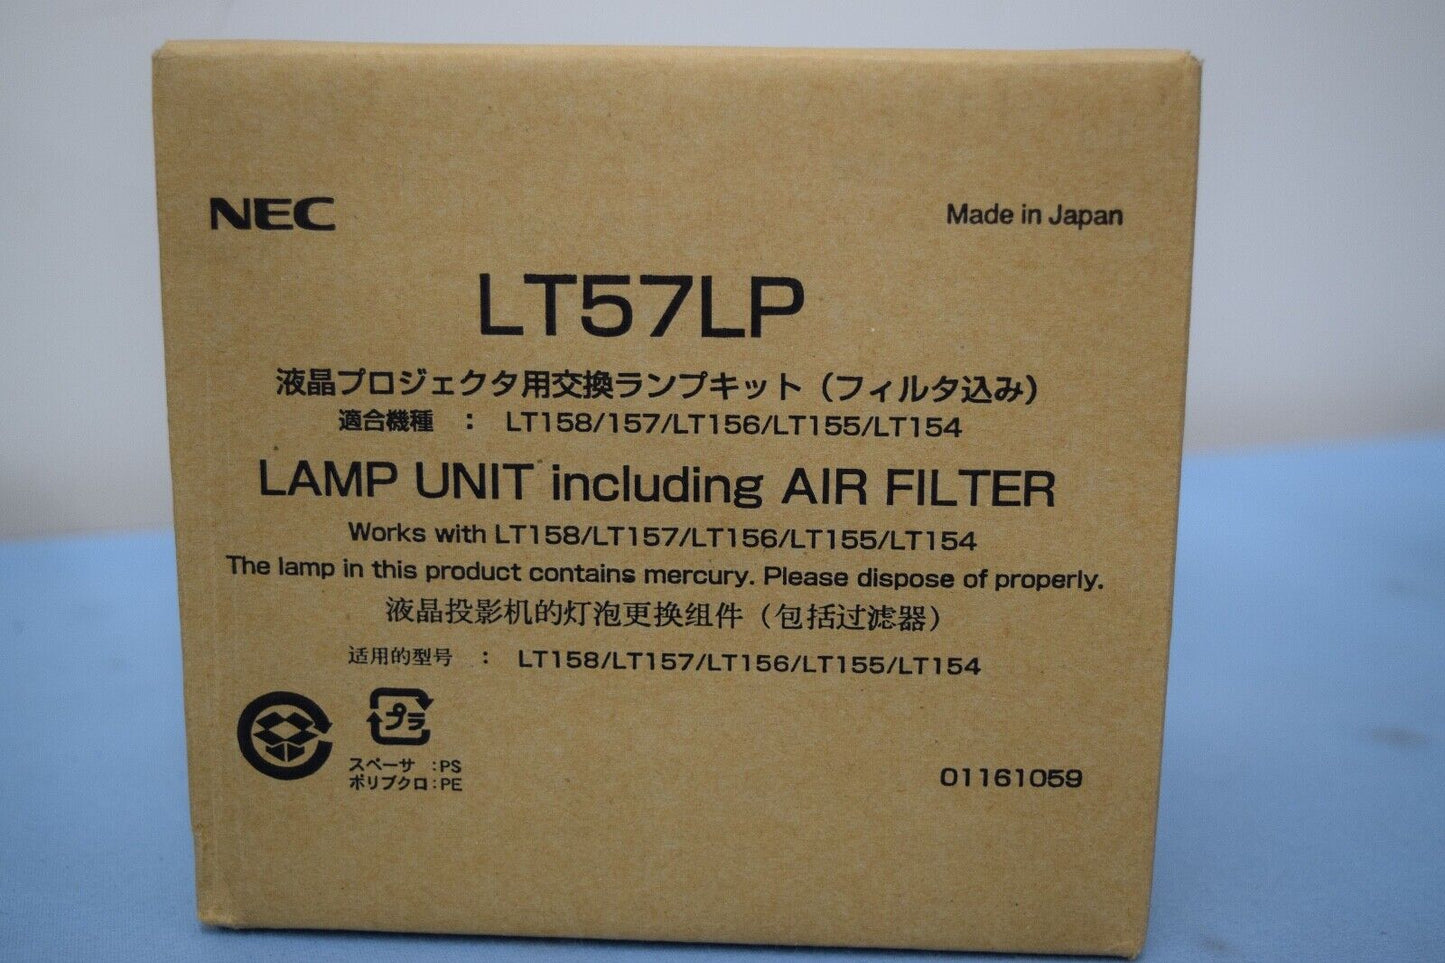 NEC
Made in Japan
LT57LP
液晶プロジェクタ用交換ランプキット（フィルタ込み）
適合機種 : LT158/157/LT156/LT155/LT154
LAMP UNIT including AIR FILTER
Works with LT158/LT157/LT156/LT155/LT154
The lamp in this product contains mercury. Please dispose of properly.
液晶投影机的灯泡更换组件（包括过滤器）
适用的型号 : LT158/LT157/LT156/LT155/LT154
プラ
スペーサ :PS
ポリブクロ:PE
01161059